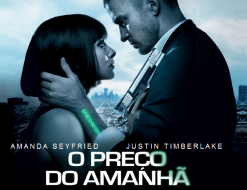 AMANDA SEYFRIED JUSTIN TIMBERLAKE
O PREÇO
DO AMANHÃ